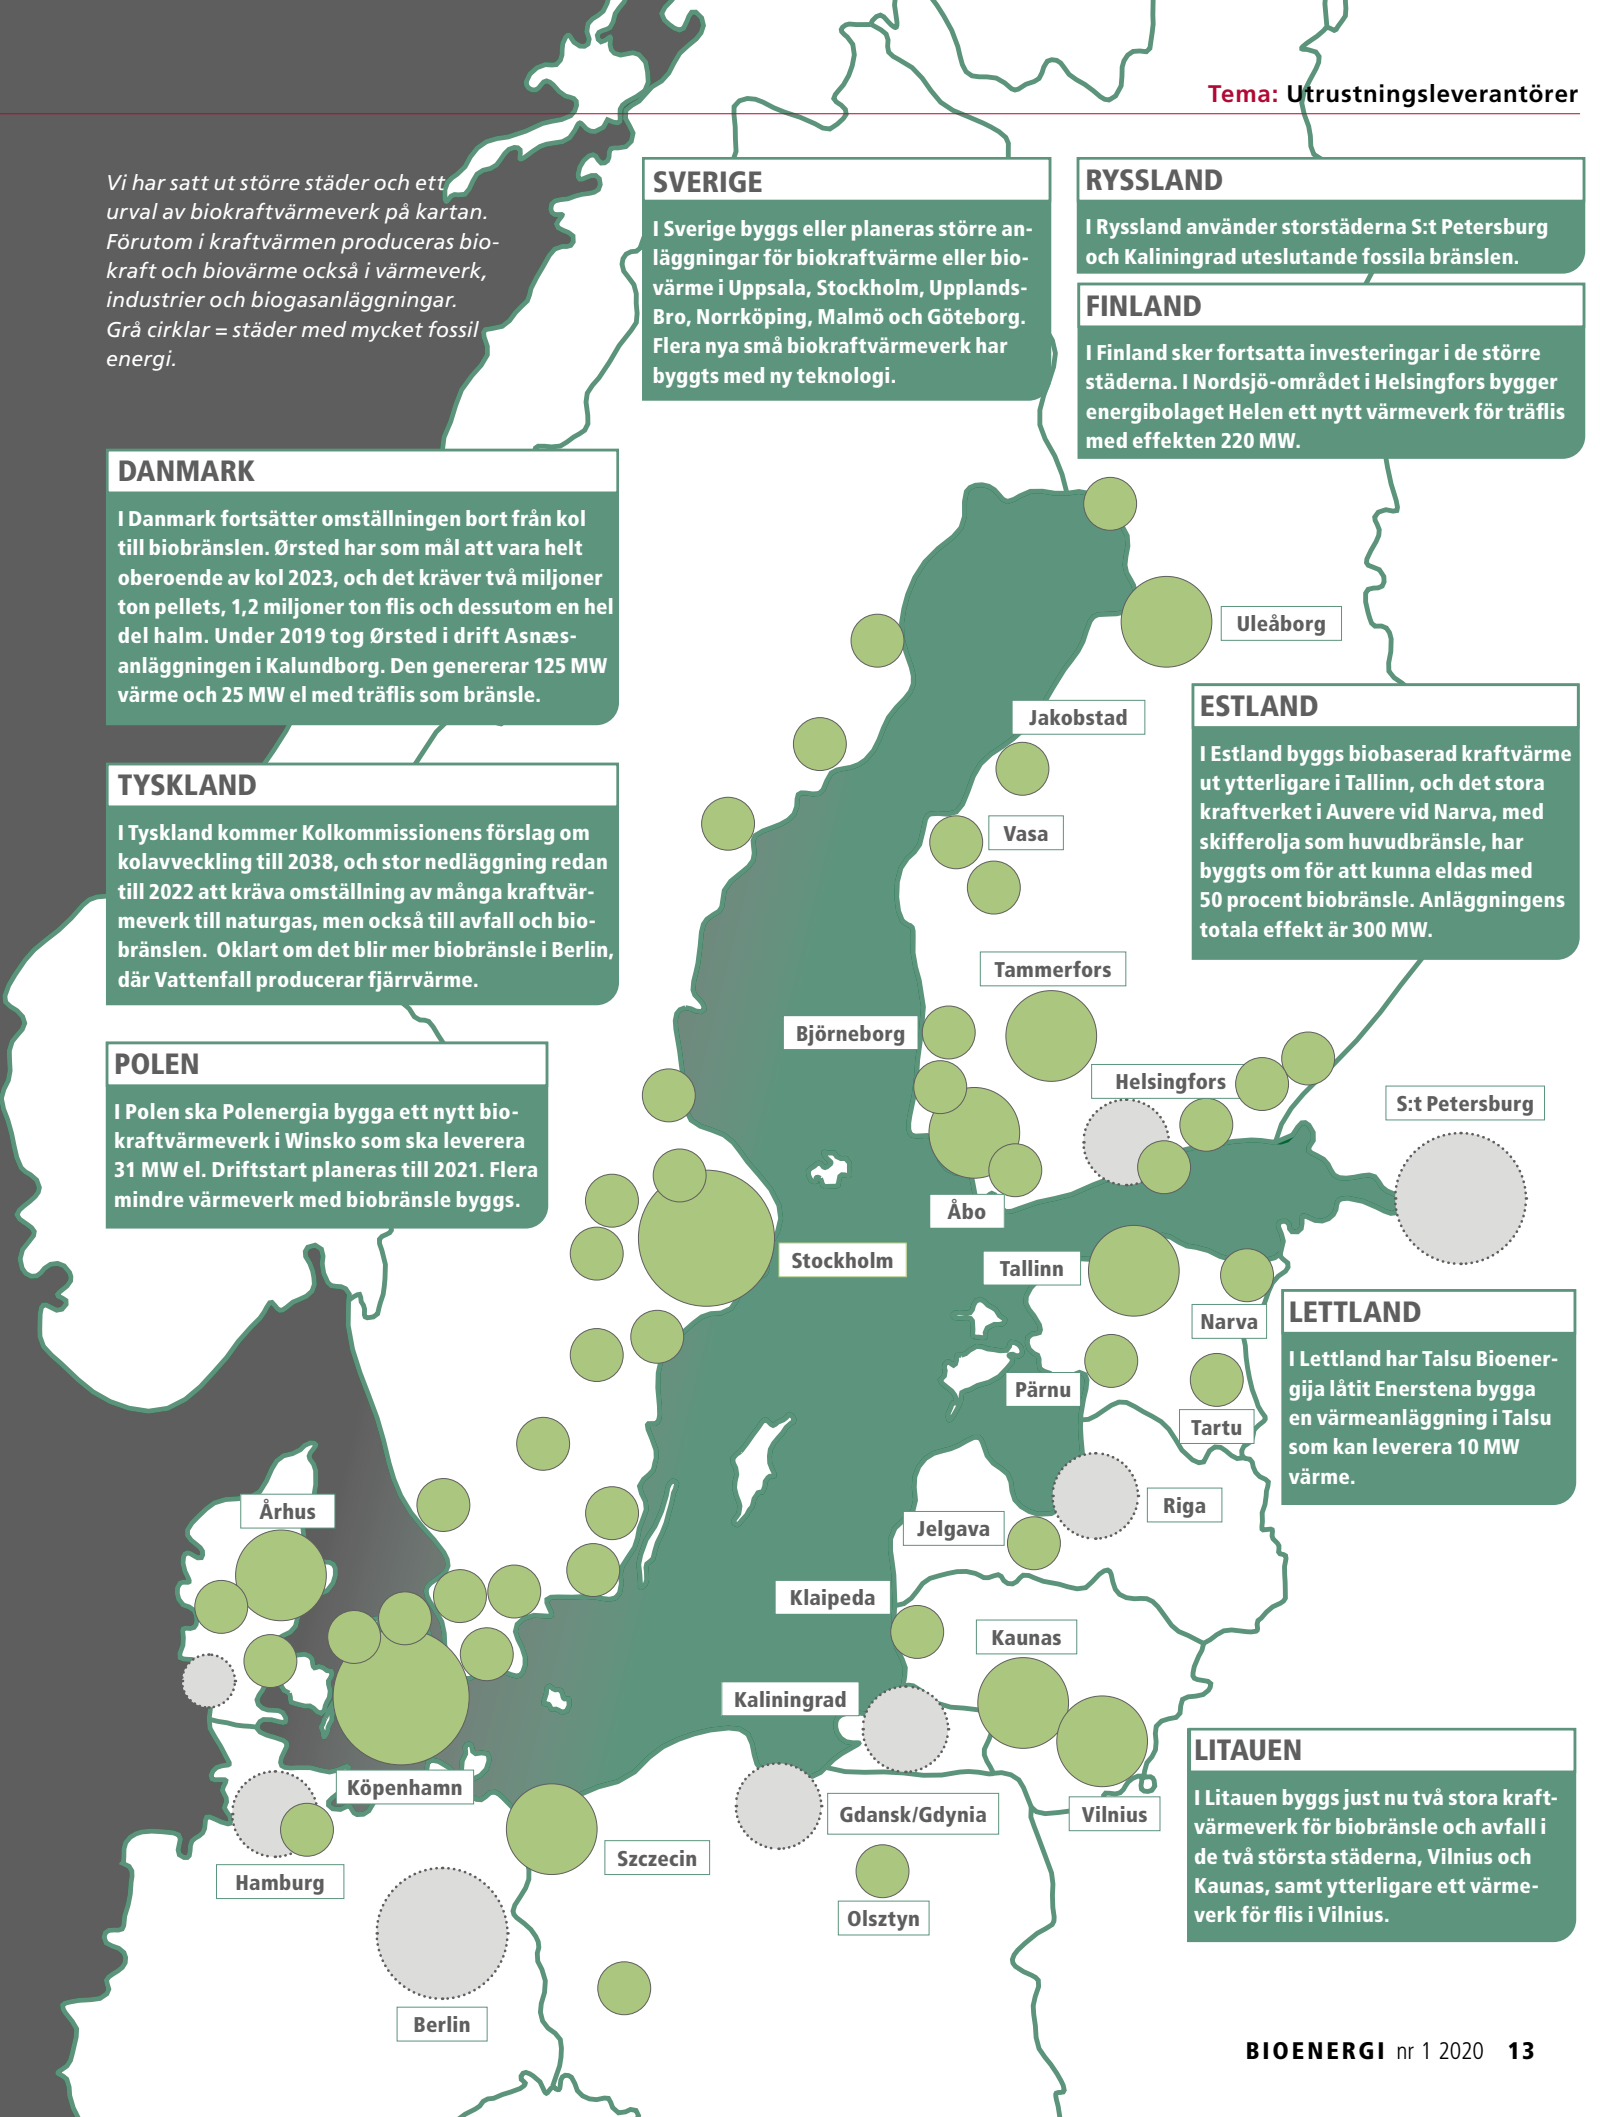 Tema: Utrustningsleverantörer
Vi har satt ut större städer och ett
urval av biokraftvärmeverk på kartan.
Förutom i kraftvärmen produceras bio-
kraft och biovärme också i värmeverk,
industrier och biogasanläggningar.
Grå cirklar = städer med mycket fossil
energi.
SVERIGE
I Sverige byggs eller planeras större an-
läggningar för biokraftvärme eller bio-
värme i Uppsala, Stockholm, Upplands-
Bro, Norrköping, Malmö och Göteborg.
Flera nya små biokraftvärmeverk har
byggts med ny teknologi.
RYSSLAND
I Ryssland använder storstäderna S:t Petersburg
och Kaliningrad uteslutande fossila bränslen.
FINLAND
I Finland sker fortsatta investeringar i de större
städerna. I Nordsjö-området i Helsingfors bygger
energibolaget Helen ett nytt värmeverk för träflis
med effekten 220 MW.
DANMARK
I Danmark fortsätter omställningen bort från kol
till biobränslen. Ørsted har som mål att vara helt
oberoende av kol 2023, och det kräver två miljoner
ton pellets, 1,2 miljoner ton flis och dessutom en hel
del halm. Under 2019 tog Ørsted i drift Asnæs-
anläggningen i Kalundborg. Den genererar 125 MW
värme och 25 MW el med träflis som bränsle.
TYSKLAND
I Tyskland kommer Kolkommissionens förslag om
kolavveckling till 2038, och stor nedläggning redan
till 2022 att kräva omställning av många kraftvär-
meverk till naturgas, men också till avfall och bio-
bränslen. Oklart om det blir mer biobränsle i Berlin,
där Vattenfall producerar fjärrvärme.
POLEN
I Polen ska Polenergia bygga ett nytt bio-
kraftvärmeverk i Winsko som ska leverera
31 MW el. Driftstart planeras till 2021. Flera
mindre värmeverk med biobränsle byggs.
ESTLAND
I Estland byggs biobaserad kraftvärme
ut ytterligare i Tallinn, och det stora
kraftverket i Auvere vid Narva, med
skifferolja som huvudbränsle, har
byggts om för att kunna eldas med
50 procent biobränsle. Anläggningens
totala effekt är 300 MW.
Uleåborg
Jakobstad
Vasa
Tammerfors
Björneborg
Helsingfors
S:t Petersburg
Åbo
Stockholm
Tallinn
Narva
Pärnu
Tartu
LETTLAND
I Lettland har Talsu Bioener-
gija låtit Enerstena bygga
en värmeanläggning i Talsu
som kan leverera 10 MW
värme.
Århus
Riga
Jelgava
Klaipeda
Kaunas
Kaliningrad
Köpenhamn
Gdansk/Gdynia
Vilnius
Szczecin
Hamburg
Olsztyn
Berlin
LITAUEN
I Litauen byggs just nu två stora kraft-
värmeverk för biobränsle och avfall i
de två största städerna, Vilnius och
Kaunas, samt ytterligare ett värme-
verk för flis i Vilnius.
BIOENERGI nr 1 2020 13